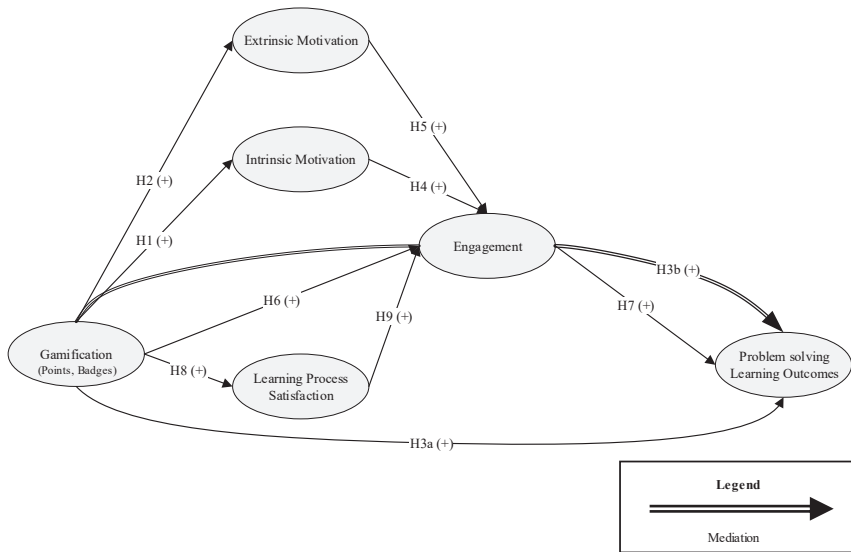 Extrinsic Motivation
H5 (+)
Intrinsic Motivation
H2 (+)
H4 (+)
H1 (+)
Engagement
H3b (+)
H6 (+)
H7 (+)
H9 (+)
Gamification
(Points, Badges)
H8 (+)
Learning Process
Satisfaction
Problem solving
Learning Outcomes
H3a (+)
Legend
Mediation